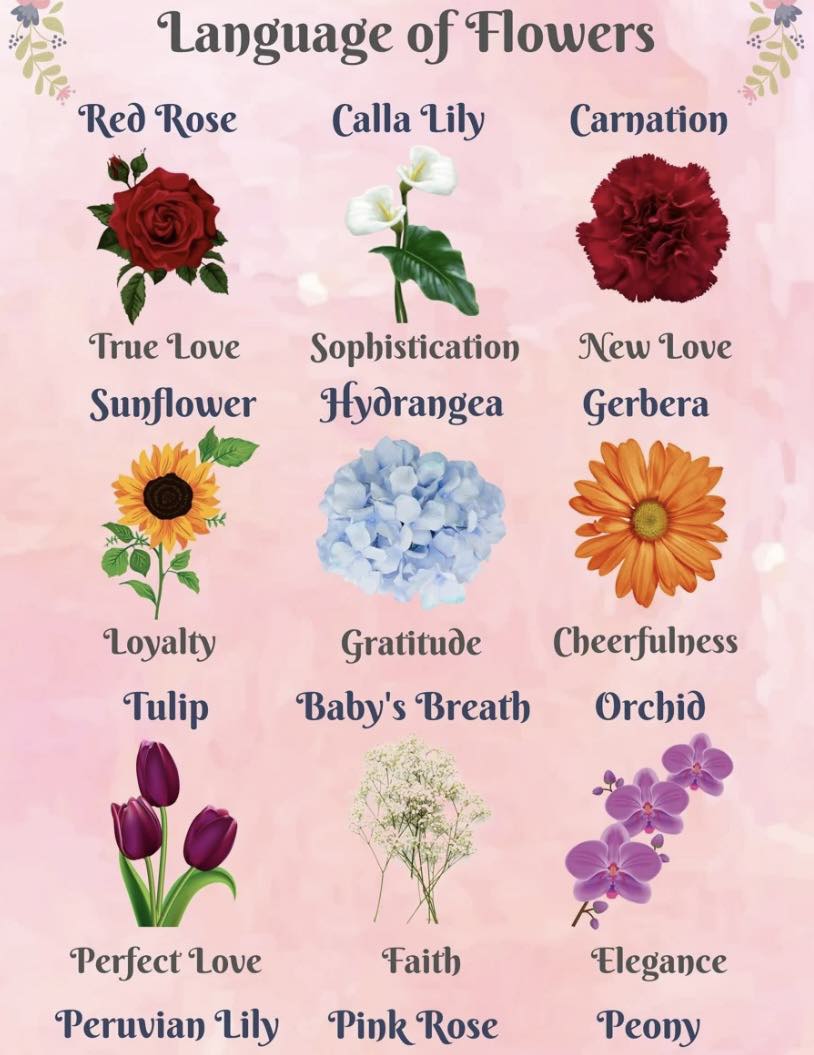 Language of Flowers
Red Rose Calla Lily Carnation
True Love Sophistication New Love
Sunflower Hydrangea Gerbera
Loyalty Gratitude Cheerfulness
Tulip Baby's Breath Orchid
Perfect Love Faith Elegance
Peruvian Lily Pink Rose Peony